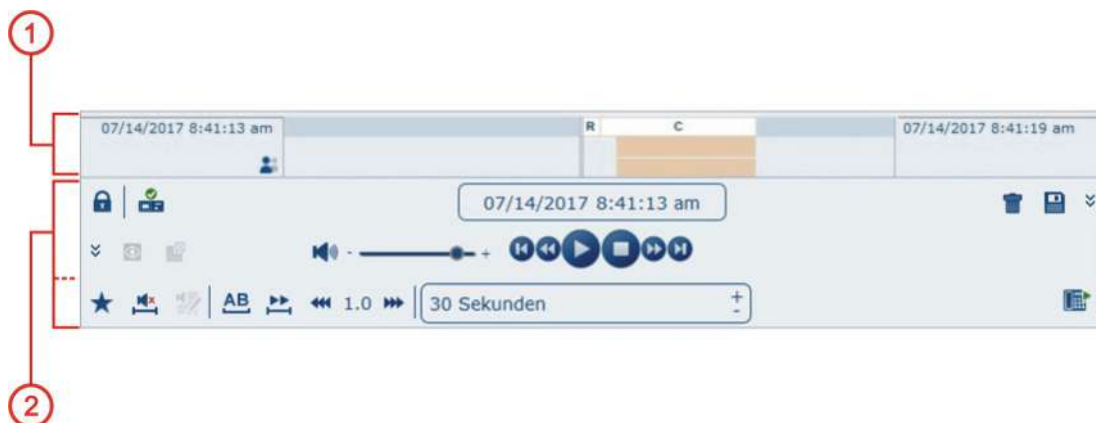 1
07/14/2017 8:41:13 am R C 07/14/2017 8:41:19 am
07/14/2017 8:41:13 am
- +
AB 1.0 30 Sekunden + -
2